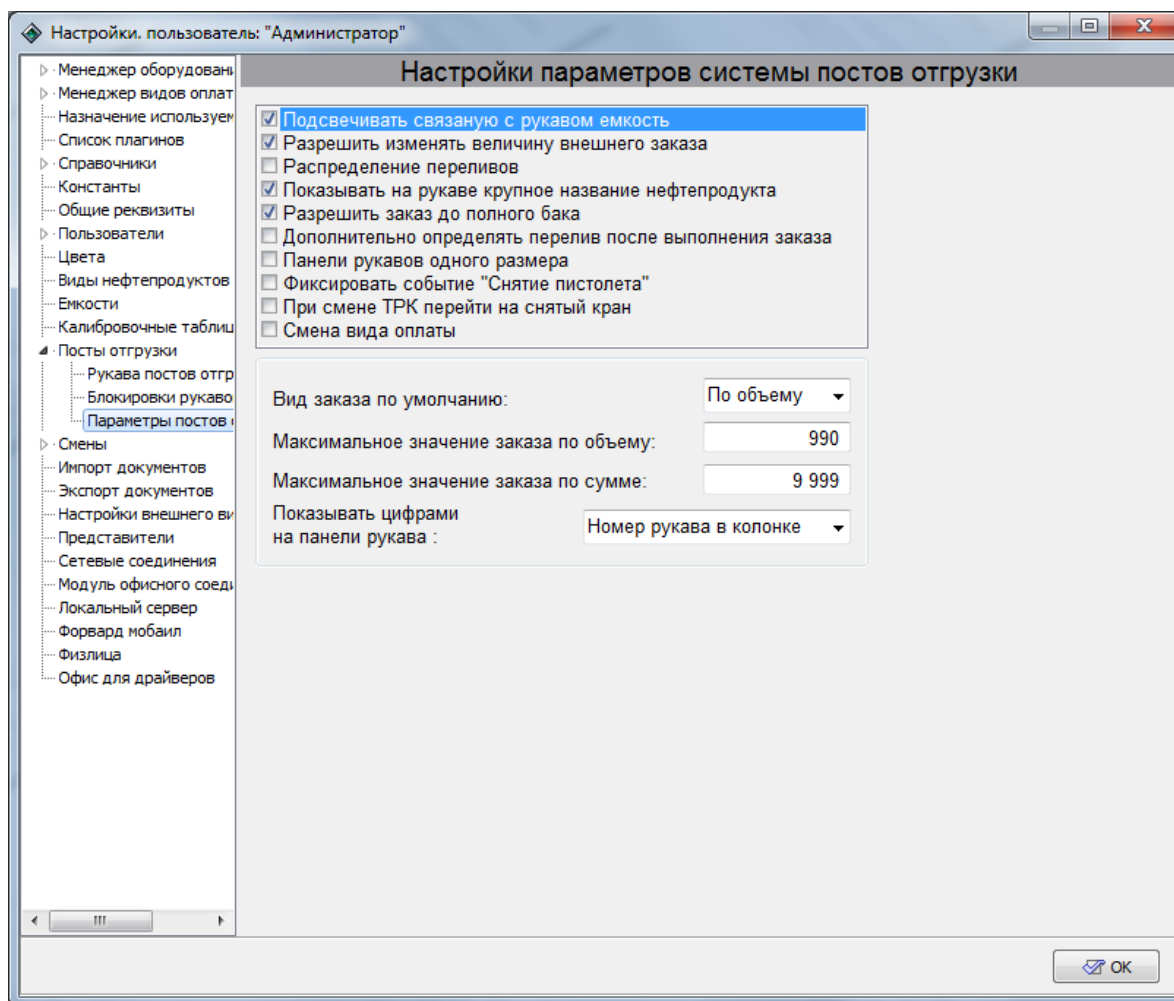 Настройки. пользователь: "Администратор"
Менеджер оборудован
Менеджер видов оплат
Назначение использует
Список плагинов
Справочники
Константы
Общие реквизиты
Пользователи
Цвета
Виды нефтепродуктов
Емкости
Калибровочные таблиц
Посты отгрузки
Рукава постов отгр
Блокировки рукаво
Параметры постов
Смены
Импорт документов
Экспорт документов
Настройки внешнего ви
Представители
Сетевые соединения
Модуль офисного соеди
Локальный сервер
Форвард мобаил
Физлица
Офис для драйверов
Настройки параметров системы постов отгрузки
Подсвечивать связаную с рукавом емкость
Разрешить изменять величину внешнего заказа
Распределение переливов
Показывать на рукаве крупное название нефтепродукта
Разрешить заказ до полного бака
Дополнительно определять перелив после выполнения заказа
Панели рукавов одного размера
Фиксировать событие "Снятие пистолета"
При смене ТРК перейти на снятый кран
Смена вида оплаты
Вид заказа по умолчанию: По объему
Максимальное значение заказа по объему: 990
Максимальное значение заказа по сумме: 9 999
Показывать цифрами
на панели рукава : Номер рукава в колонке
OK